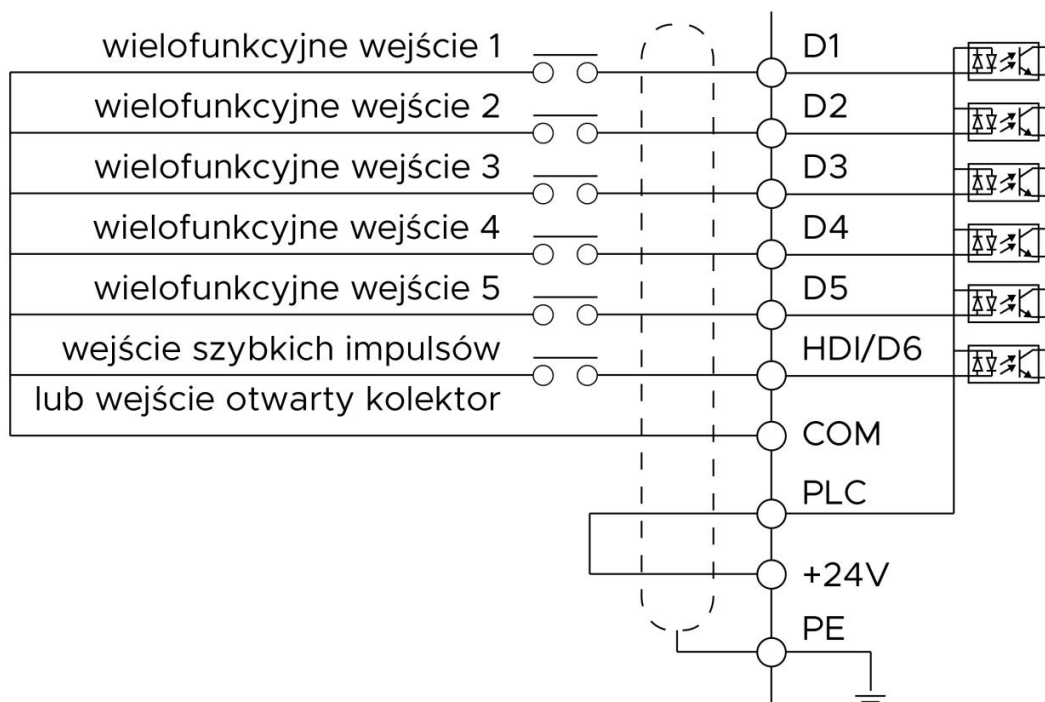 wielofunkcyjne wejście 1
D1
wielofunkcyjne wejście 2
D2
wielofunkcyjne wejście 3
D3
wielofunkcyjne wejście 4
D4
wielofunkcyjne wejście 5
D5
wejście szybkich impulsów
HDI/D6
lub wejście otwarty kolektor
COM
PLC
+24V
PE